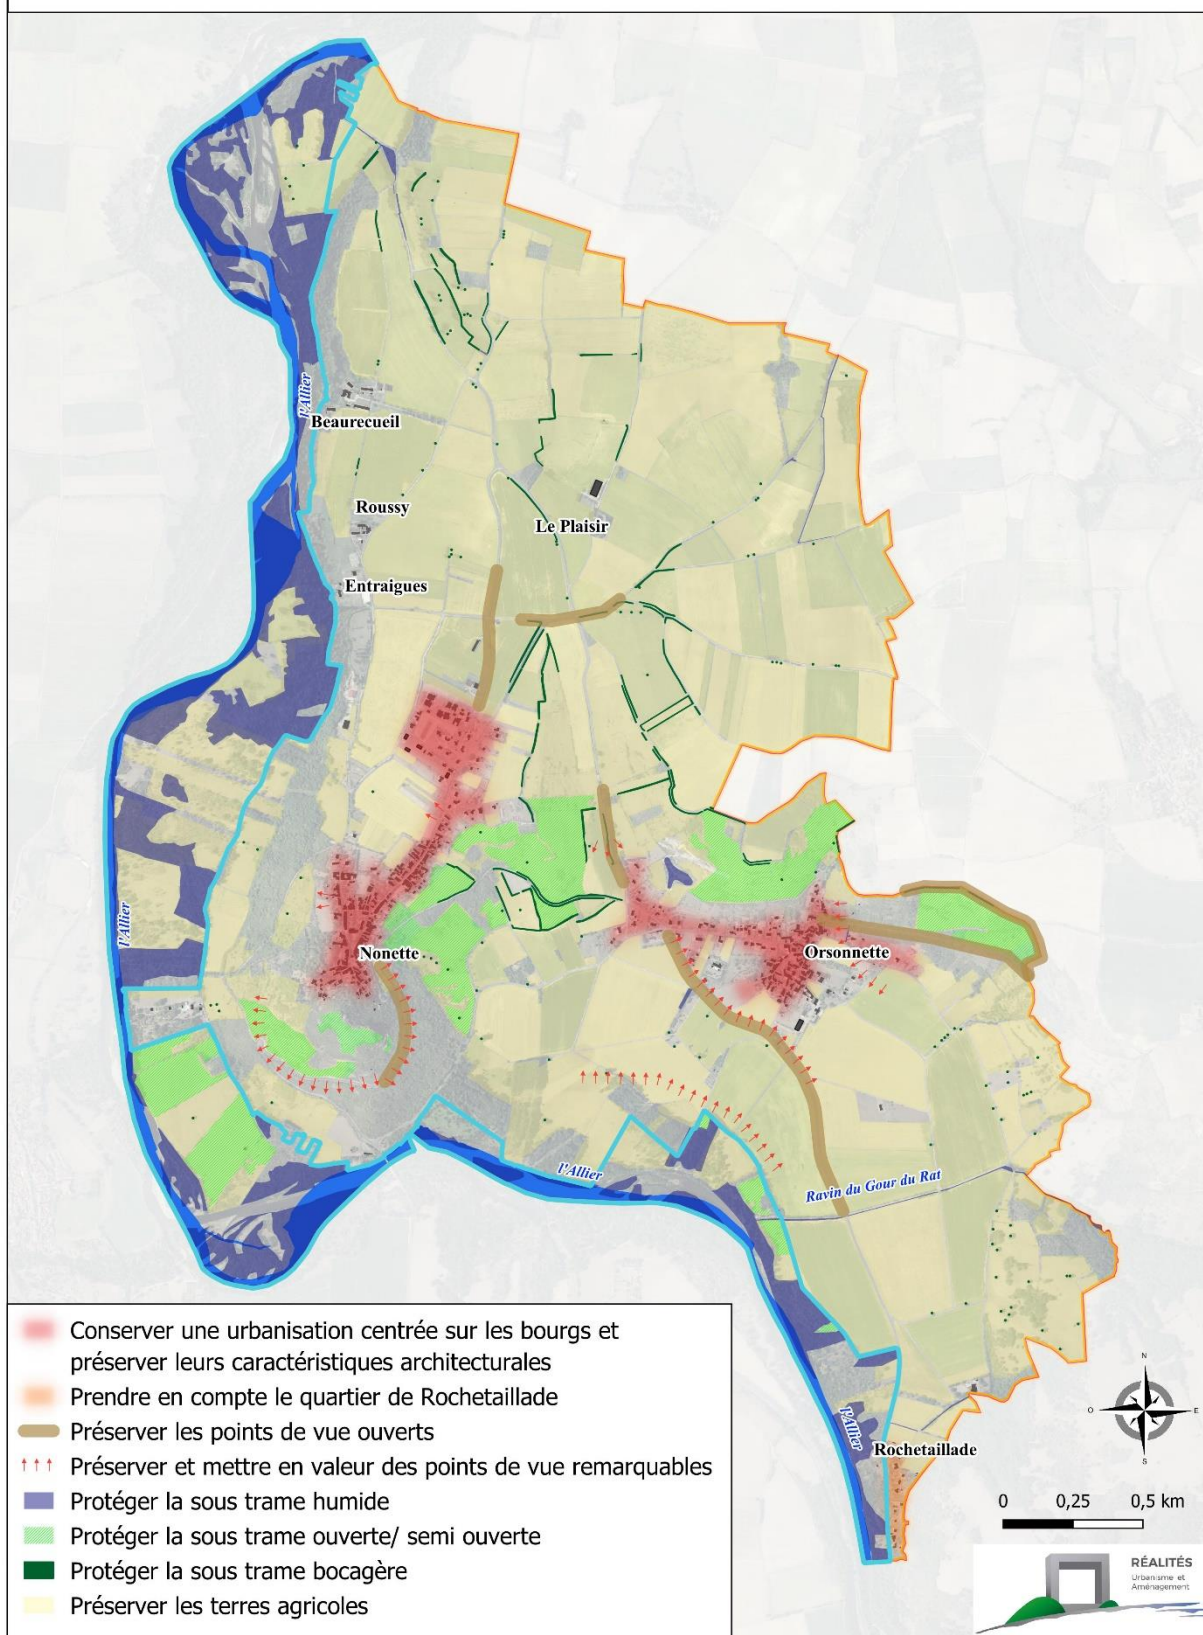 l'Allier
Beaurecueil
Roussy
Le Plaisir
Entraigues
l'Allier
Nonette
Orsonnette
l'Allier
Ravin du Gour du Rat
l'Allier
Rochetaillade
Conserver une urbanisation centrée sur les bourgs et
préserver leurs caractéristiques architecturales
Prendre en compte le quartier de Rochetaillade
Préserver les points de vue ouverts
Préserver et mettre en valeur des points de vue remarquables
Protéger la sous trame humide
Protéger la sous trame ouverte/ semi ouverte
Protéger la sous trame bocagère
Préserver les terres agricoles
N
O
E
S
0 0,25 0,5 km
RÉALITÉS
Urbanisme et
Aménagement